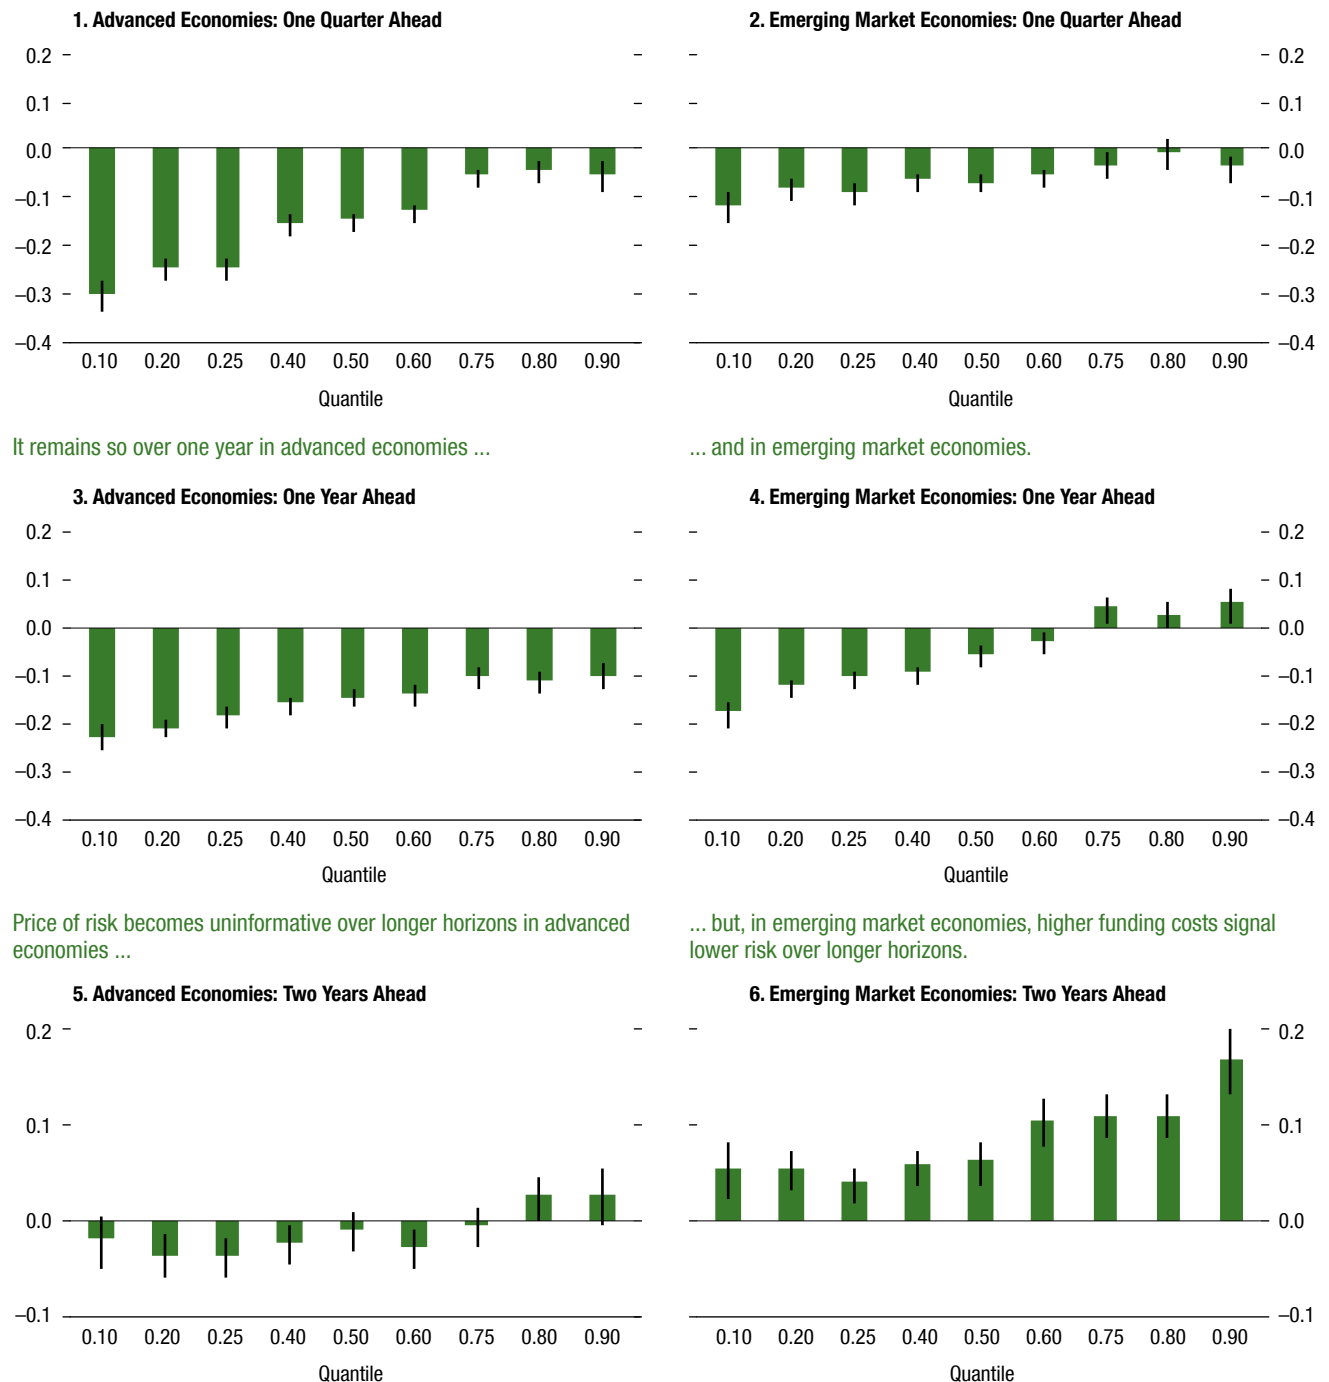 1. Advanced Economies: One Quarter Ahead
0.2
0.1
0.0
–0.1
–0.2
–0.3
–0.4
0.10 0.20 0.25 0.40 0.50 0.60 0.75 0.80 0.90
Quantile
2. Emerging Market Economies: One Quarter Ahead
0.2
0.1
0.0
–0.1
–0.2
–0.3
–0.4
0.10 0.20 0.25 0.40 0.50 0.60 0.75 0.80 0.90
Quantile
It remains so over one year in advanced economies ...
... and in emerging market economies.
3. Advanced Economies: One Year Ahead
0.2
0.1
0.0
–0.1
–0.2
–0.3
–0.4
0.10 0.20 0.25 0.40 0.50 0.60 0.75 0.80 0.90
Quantile
4. Emerging Market Economies: One Year Ahead
0.2
0.1
0.0
–0.1
–0.2
–0.3
–0.4
0.10 0.20 0.25 0.40 0.50 0.60 0.75 0.80 0.90
Quantile
Price of risk becomes uninformative over longer horizons in advanced
economies ...
... but, in emerging market economies, higher funding costs signal
lower risk over longer horizons.
5. Advanced Economies: Two Years Ahead
0.2
0.1
0.0
–0.1
0.10 0.20 0.25 0.40 0.50 0.60 0.75 0.80 0.90
Quantile
6. Emerging Market Economies: Two Years Ahead
0.2
0.1
0.0
–0.1
0.10 0.20 0.25 0.40 0.50 0.60 0.75 0.80 0.90
Quantile